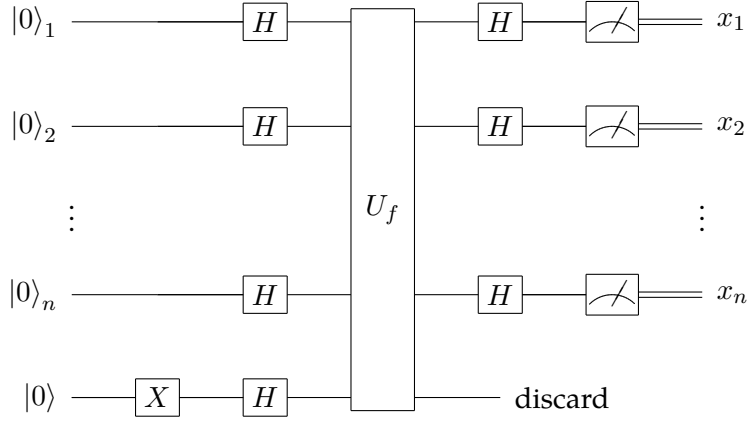 |0⟩₁ H H x₁
|0⟩₂ H H x₂
⋮ U_f ⋮
|0⟩ₙ H H xₙ
|0⟩ X H discard